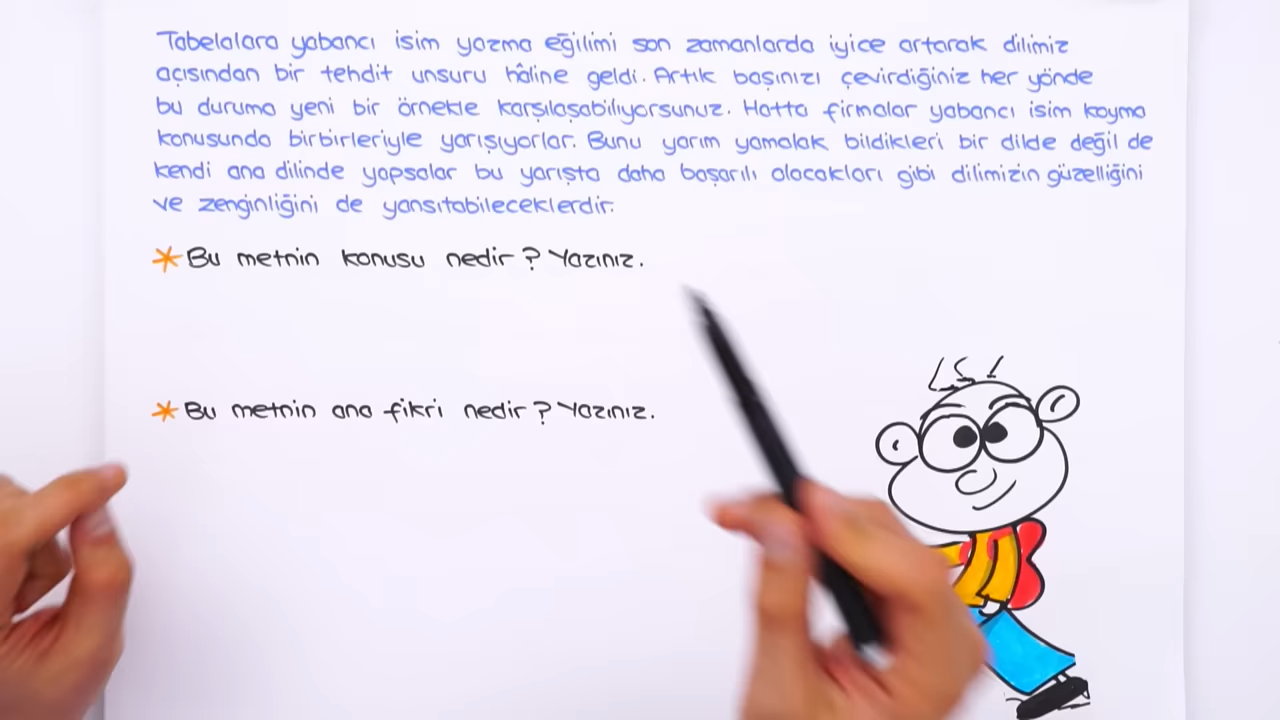 Tabelalara yabancı isim yazma eğilimi son zamanlarda iyice artarak dilimiz
açısından bir tehdit unsuru hâline geldi. Artık başınızı çevirdiğiniz her yönde
bu duruma yeni bir örnekle karşılaşabiliyorsunuz. Hatta firmalar yabancı isim koyma
konusunda birbirleriyle yarışıyorlar. Bunu yarım yamalak bildikleri bir dilde değil de
kendi ana dilinde yapsalar bu yarışta daha başarılı olacakları gibi dilimizin güzelliğini
ve zenginliğini de yansıtabileceklerdir.
* Bu metnin konusu nedir? Yazınız.
* Bu metnin ana fikri nedir? Yazınız.